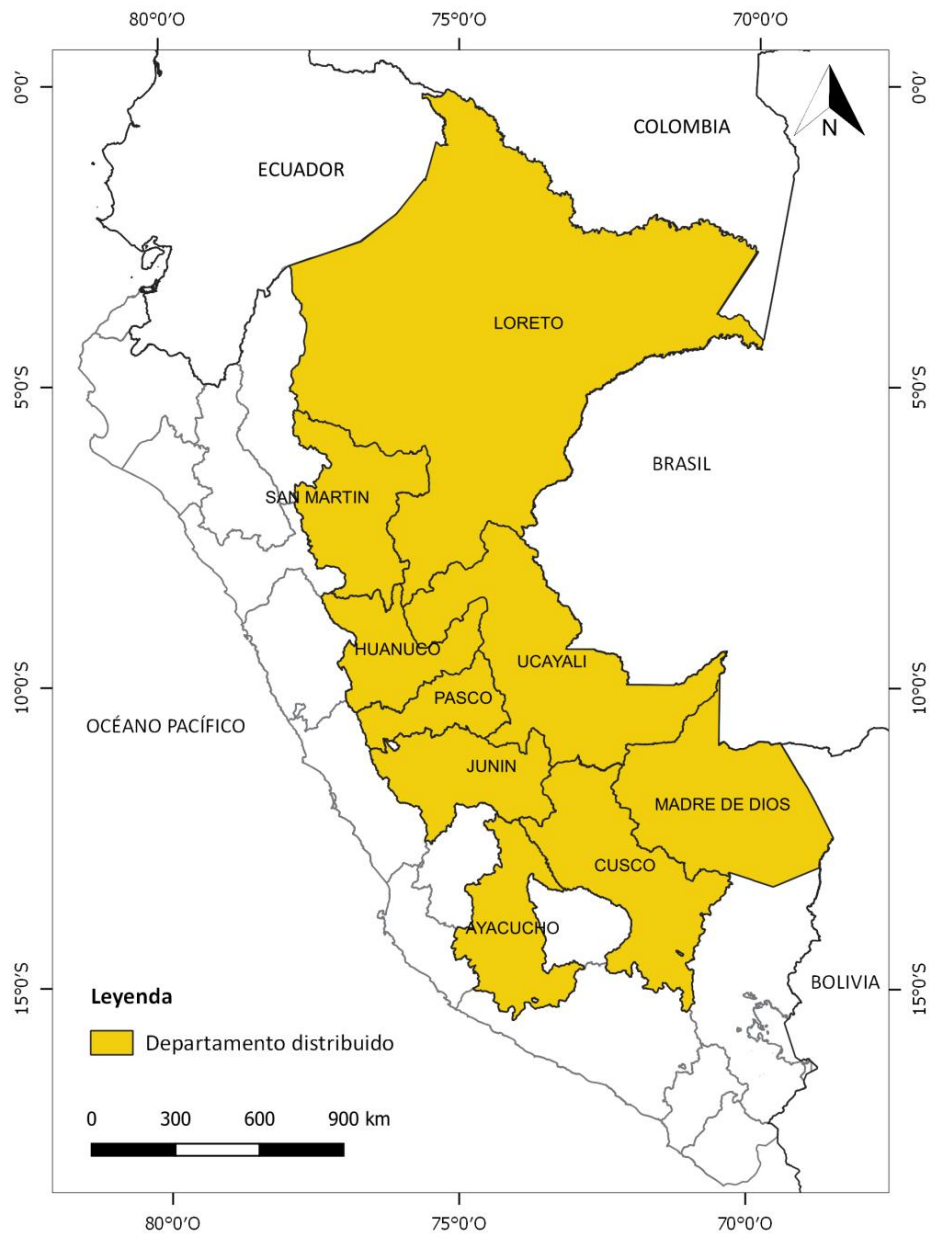 80°0'O 75°0'O 70°0'O
0°0'
0°0'
N
COLOMBIA
ECUADOR
LORETO
5°0'S
5°0'S
BRASIL
SAN MARTIN
HUANUCO
UCAYALI
PASCO
10°0'S
10°0'S
OCÉANO PACÍFICO
JUNIN
MADRE DE DIOS
CUSCO
AYACUCHO
BOLIVIA
15°0'S
15°0'S
Leyenda
Departamento distribuido
0 300 600 900 km
80°0'O 75°0'O 70°0'O